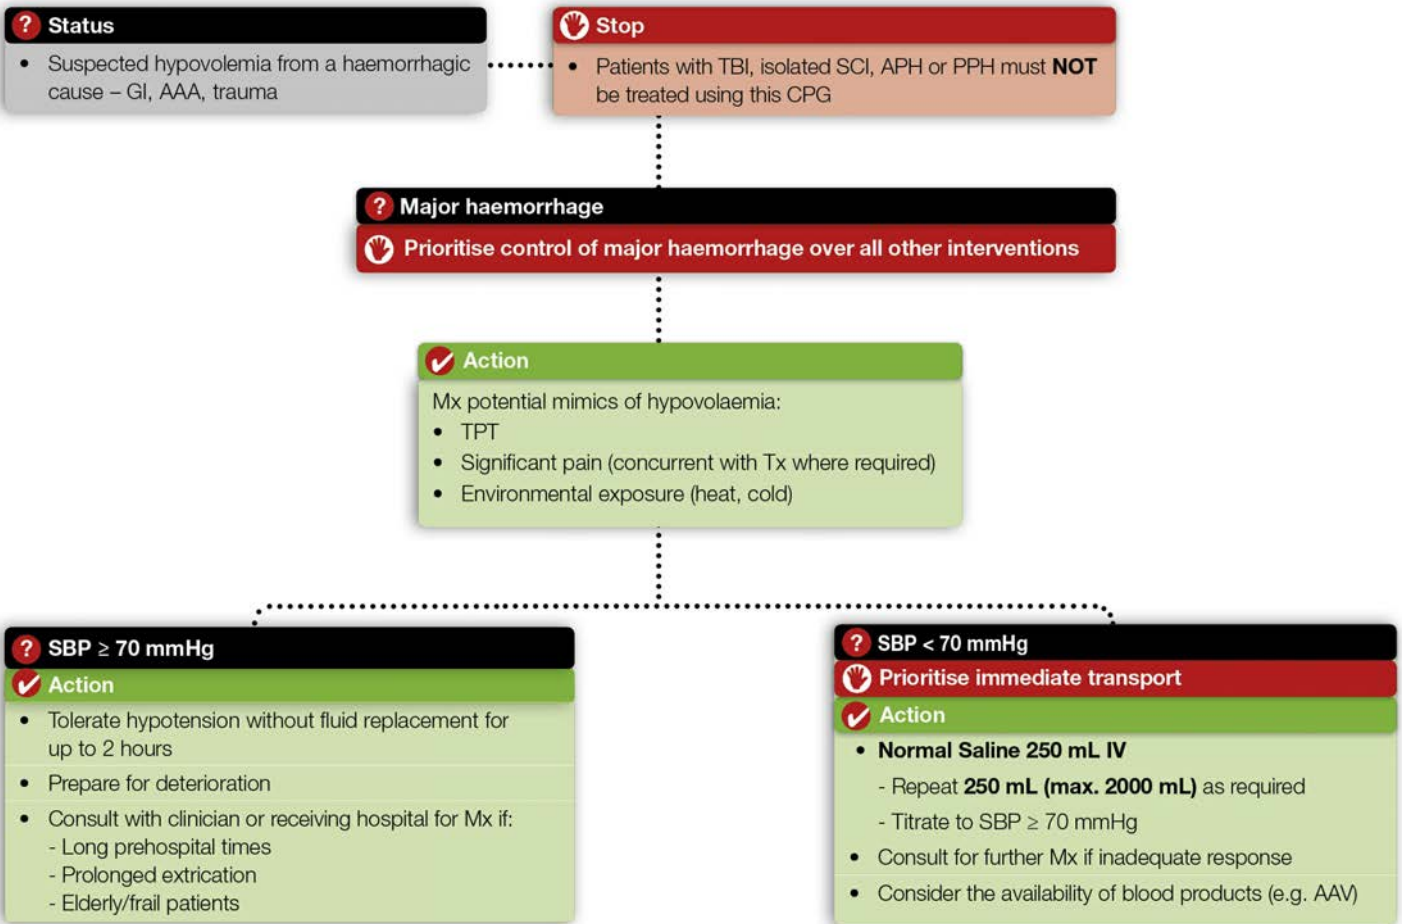 Status
• Suspected hypovolemia from a haemorrhagic
cause – GI, AAA, trauma
Stop
• Patients with TBI, isolated SCI, APH or PPH must NOT
be treated using this CPG
? Major haemorrhage
Prioritise control of major haemorrhage over all other interventions
Action
Mx potential mimics of hypovolaemia:
• TPT
• Significant pain (concurrent with Tx where required)
• Environmental exposure (heat, cold)
? SBP ≥ 70 mmHg
Action
• Tolerate hypotension without fluid replacement for
up to 2 hours
• Prepare for deterioration
• Consult with clinician or receiving hospital for Mx if:
- Long prehospital times
- Prolonged extrication
- Elderly/frail patients
? SBP < 70 mmHg
Prioritise immediate transport
Action
• Normal Saline 250 mL IV
- Repeat 250 mL (max. 2000 mL) as required
- Titrate to SBP ≥ 70 mmHg
• Consult for further Mx if inadequate response
• Consider the availability of blood products (e.g. AAV)